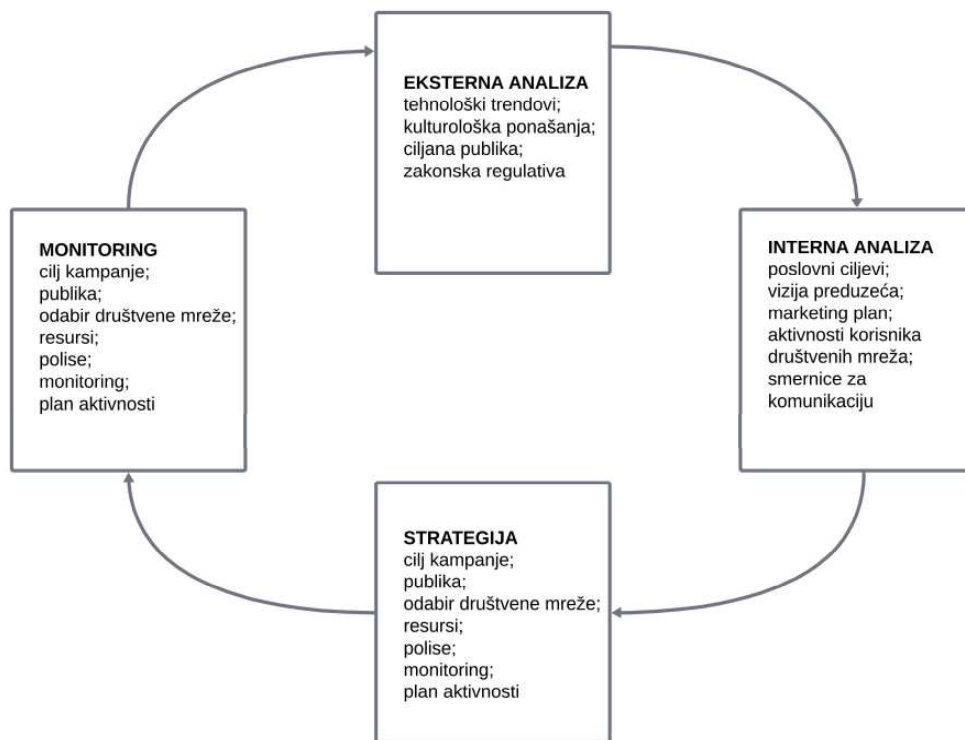 EKSTERNA ANALIZA
tehnološki trendovi;
kulturološka ponašanja;
ciljana publika;
zakonska regulativa
MONITORING
cilj kampanje;
publika;
odabir društvene mreže;
resursi;
polise;
monitoring;
plan aktivnosti
INTERNA ANALIZA
poslovni ciljevi;
vizija preduzeća;
marketing plan;
aktivnosti korisnika
društvenih mreža;
smernice za
komunikaciju
STRATEGIJA
cilj kampanje;
publika;
odabir društvene mreže;
resursi;
polise;
monitoring;
plan aktivnosti